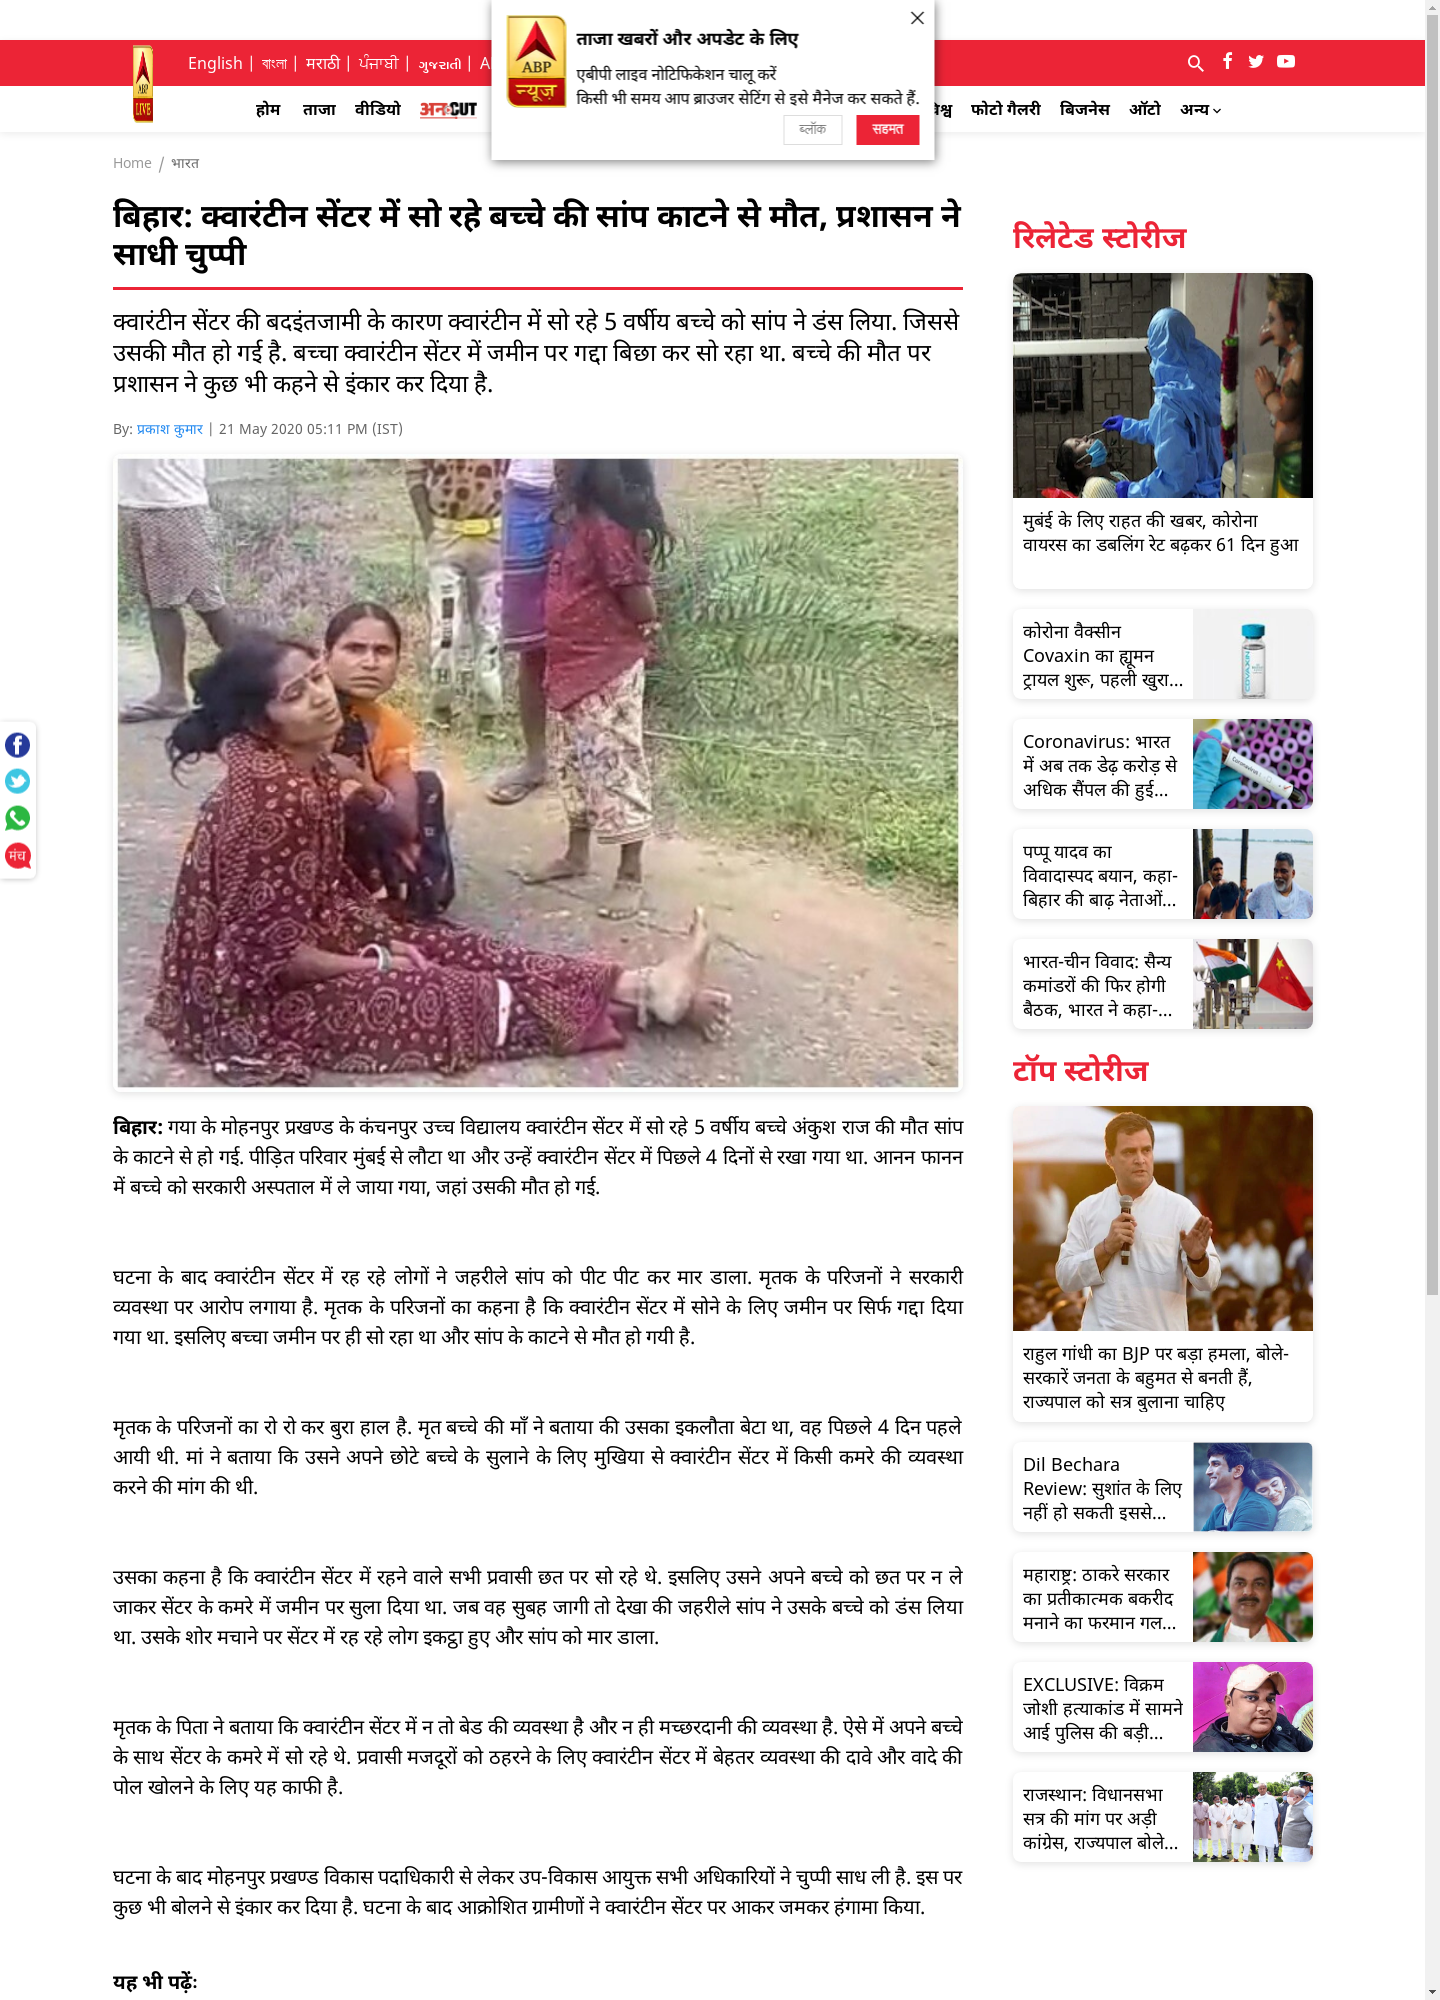 ताजा खबरों और अपडेट के लिए
एबीपी लाइव नोटिफिकेशन चालू करें
किसी भी समय आप ब्राउजर सेटिंग से इसे मैनेज कर सकते हैं.
ब्लॉक
सहमत
ABP
न्यूज़
ABP
LIVE
English | বাংলা | मराठी | ਪੰਜਾਬੀ | ગુજરાતી |
होम ताजा वीडियो अनCUT फोटो गैलरी बिजनेस ऑटो अन्य
Home / भारत
बिहार: क्वारंटीन सेंटर में सो रहे बच्चे की सांप काटने से मौत, प्रशासन ने
साधी चुप्पी
क्वारंटीन सेंटर की बदइंतजामी के कारण क्वारंटीन में सो रहे 5 वर्षीय बच्चे को सांप ने डंस लिया. जिससे
उसकी मौत हो गई है. बच्चा क्वारंटीन सेंटर में जमीन पर गद्दा बिछा कर सो रहा था. बच्चे की मौत पर
प्रशासन ने कुछ भी कहने से इंकार कर दिया है.
By: प्रकाश कुमार | 21 May 2020 05:11 PM (IST)
मंच
बिहार: गया के मोहनपुर प्रखण्ड के कंचनपुर उच्च विद्यालय क्वारंटीन सेंटर में सो रहे 5 वर्षीय बच्चे अंकुश राज की मौत सांप
के काटने से हो गई. पीड़ित परिवार मुंबई से लौटा था और उन्हें क्वारंटीन सेंटर में पिछले 4 दिनों से रखा गया था. आनन फानन
में बच्चे को सरकारी अस्पताल में ले जाया गया, जहां उसकी मौत हो गई.
घटना के बाद क्वारंटीन सेंटर में रह रहे लोगों ने जहरीले सांप को पीट पीट कर मार डाला. मृतक के परिजनों ने सरकारी
व्यवस्था पर आरोप लगाया है. मृतक के परिजनों का कहना है कि क्वारंटीन सेंटर में सोने के लिए जमीन पर सिर्फ गद्दा दिया
गया था. इसलिए बच्चा जमीन पर ही सो रहा था और सांप के काटने से मौत हो गयी है.
मृतक के परिजनों का रो रो कर बुरा हाल है. मृत बच्चे की माँ ने बताया की उसका इकलौता बेटा था, वह पिछले 4 दिन पहले
आयी थी. मां ने बताया कि उसने अपने छोटे बच्चे के सुलाने के लिए मुखिया से क्वारंटीन सेंटर में किसी कमरे की व्यवस्था
करने की मांग की थी.
उसका कहना है कि क्वारंटीन सेंटर में रहने वाले सभी प्रवासी छत पर सो रहे थे. इसलिए उसने अपने बच्चे को छत पर न ले
जाकर सेंटर के कमरे में जमीन पर सुला दिया था. जब वह सुबह जागी तो देखा की जहरीले सांप ने उसके बच्चे को डंस लिया
था. उसके शोर मचाने पर सेंटर में रह रहे लोग इकट्ठा हुए और सांप को मार डाला.
मृतक के पिता ने बताया कि क्वारंटीन सेंटर में न तो बेड की व्यवस्था है और न ही मच्छरदानी की व्यवस्था है. ऐसे में अपने बच्चे
के साथ सेंटर के कमरे में सो रहे थे. प्रवासी मजदूरों को ठहरने के लिए क्वारंटीन सेंटर में बेहतर व्यवस्था की दावे और वादे की
पोल खोलने के लिए यह काफी है.
घटना के बाद मोहनपुर प्रखण्ड विकास पदाधिकारी से लेकर उप-विकास आयुक्त सभी अधिकारियों ने चुप्पी साध ली है. इस पर
कुछ भी बोलने से इंकार कर दिया है. घटना के बाद आक्रोशित ग्रामीणों ने क्वारंटीन सेंटर पर आकर जमकर हंगामा किया.
यह भी पढ़ें:
रिलेटेड स्टोरीज
मुबंई के लिए राहत की खबर, कोरोना
वायरस का डबलिंग रेट बढ़कर 61 दिन हुआ
कोरोना वैक्सीन
Covaxin का ह्यूमन
ट्रायल शुरू, पहली खुरा...
COVAXIN
Coronavirus: भारत
में अब तक डेढ़ करोड़ से
अधिक सैंपल की हुई...
Coronavirus
पप्पू यादव का
विवादास्पद बयान, कहा-
बिहार की बाढ़ नेताओं...
भारत-चीन विवाद: सैन्य
कमांडरों की फिर होगी
बैठक, भारत ने कहा-...
टॉप स्टोरीज
राहुल गांधी का BJP पर बड़ा हमला, बोले-
सरकारें जनता के बहुमत से बनती हैं,
राज्यपाल को सत्र बुलाना चाहिए
Dil Bechara
Review: सुशांत के लिए
नहीं हो सकती इससे...
महाराष्ट्र: ठाकरे सरकार
का प्रतीकात्मक बकरीद
मनाने का फरमान गल...
EXCLUSIVE: विक्रम
जोशी हत्याकांड में सामने
आई पुलिस की बड़ी...
राजस्थान: विधानसभा
सत्र की मांग पर अड़ी
कांग्रेस, राज्यपाल बोले...